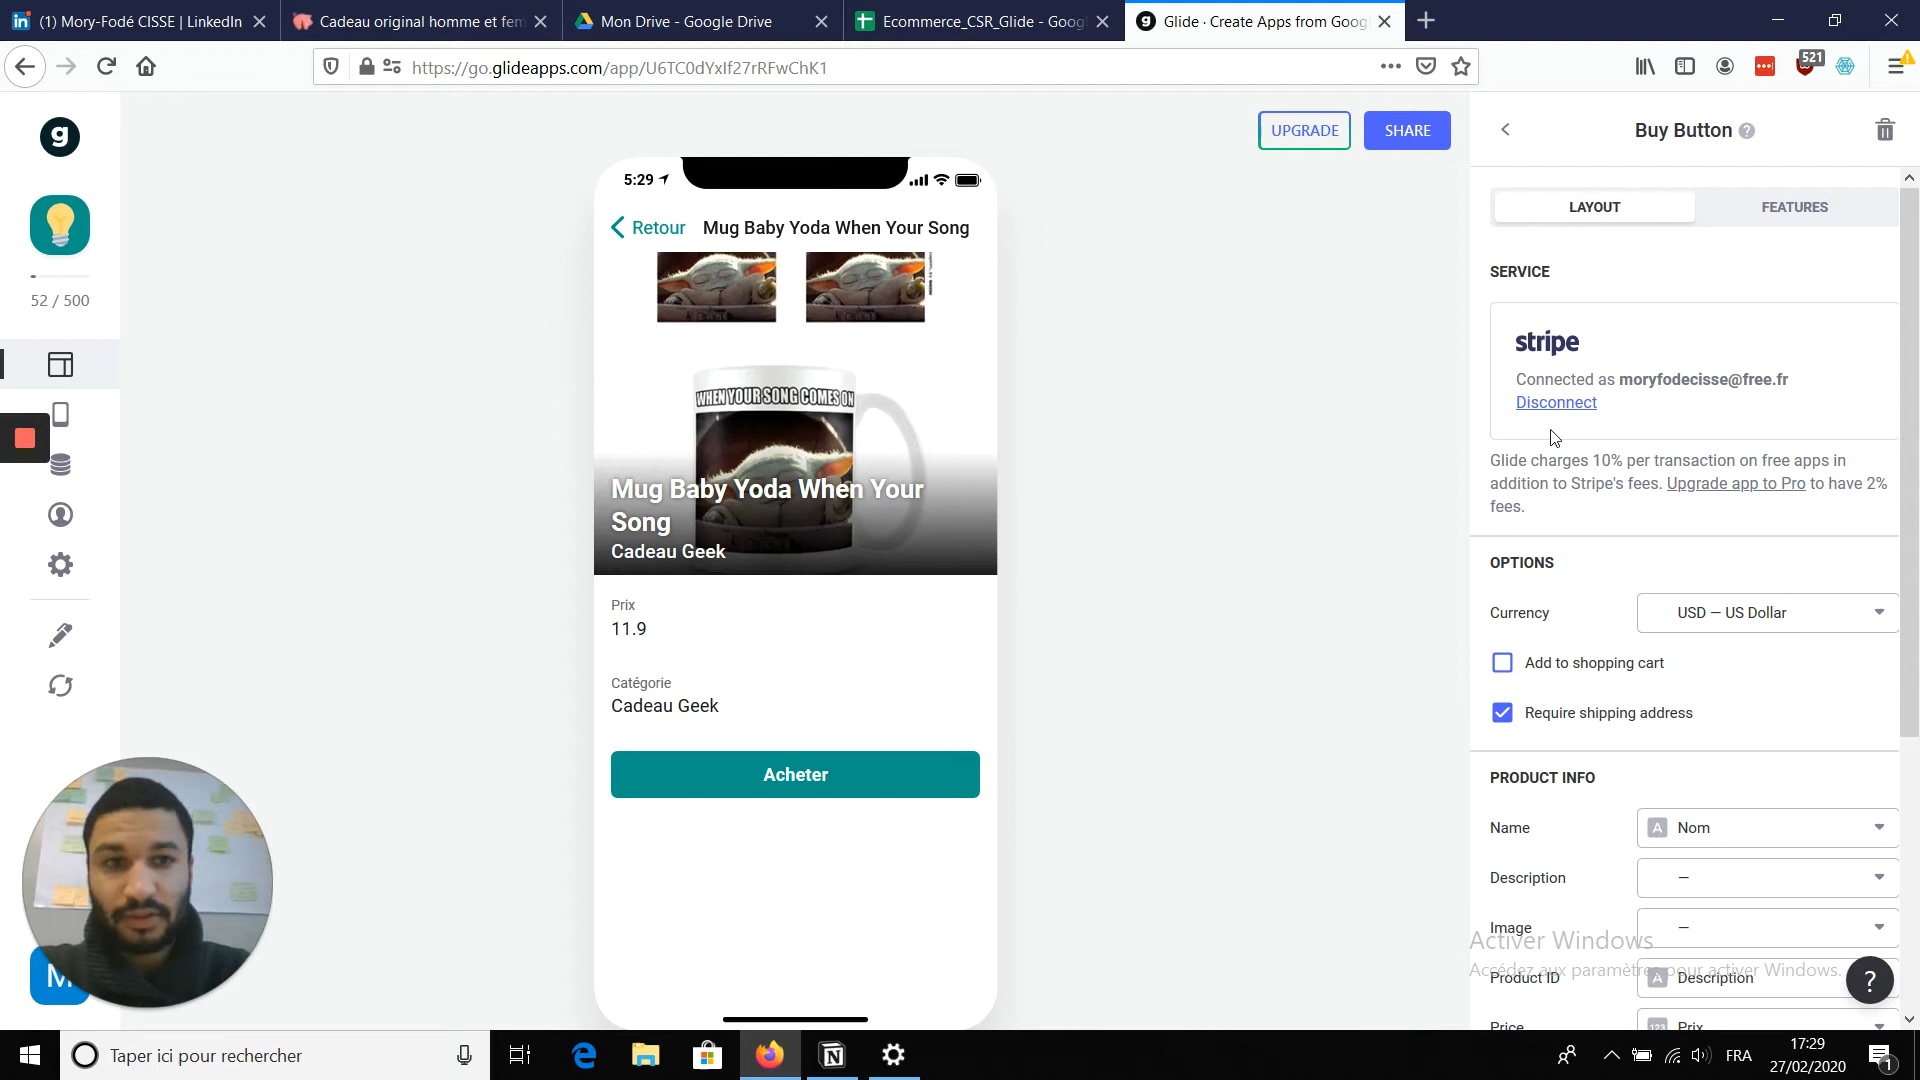 (1) Mory-Fodé CISSE | LinkedIn
Cadeau original homme et fem
Mon Drive - Google Drive
Ecommerce_CSR_Glide - Goog
Glide · Create Apps from Goog
https://go.glideapps.com/app/U6TC0dYxIf27rRFwChK1
521
g
52 / 500
UPGRADE
SHARE
5:29
Retour
Mug Baby Yoda When Your Song
WHEN YOUR SONG COMES ON
Mug Baby Yoda When Your
Song
Cadeau Geek
Prix
11.9
Catégorie
Cadeau Geek
Acheter
Buy Button
LAYOUT
FEATURES
SERVICE
stripe
Connected as moryfodecisse@free.fr
Disconnect
Glide charges 10% per transaction on free apps in
addition to Stripe's fees. Upgrade app to Pro to have 2%
fees.
OPTIONS
Currency
USD — US Dollar
Add to shopping cart
Require shipping address
PRODUCT INFO
Name
A Nom
Description
—
Image
—
Activer Windows
Accédez aux paramètres pour activer Windows.
Product ID
A Description
Price
123 Prix
?
M
Taper ici pour rechercher
FRA
17:29
27/02/2020
1